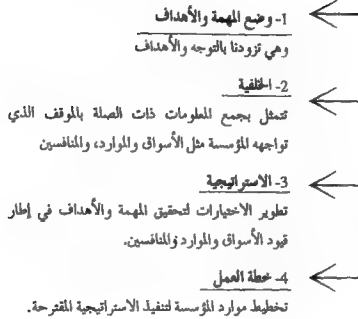 1- وضع المهمة والأهداف
وهي تزودنا بالتوجه والأهداف
2- الخلفية
تتمثل بجمع المعلومات ذات الصلة بالموقف الذي
تواجهه المؤسسة مثل الأسواق والموارد، والمنافسين
3- الاستراتيجية
تطوير الاختيارات لتحقيق المهمة والأهداف في إطار
قيود الأسواق والموارد والمنافسين.
4- خطة العمل
تخطيط موارد المؤسسة لتنفيذ الاستراتيجية المقترحة.